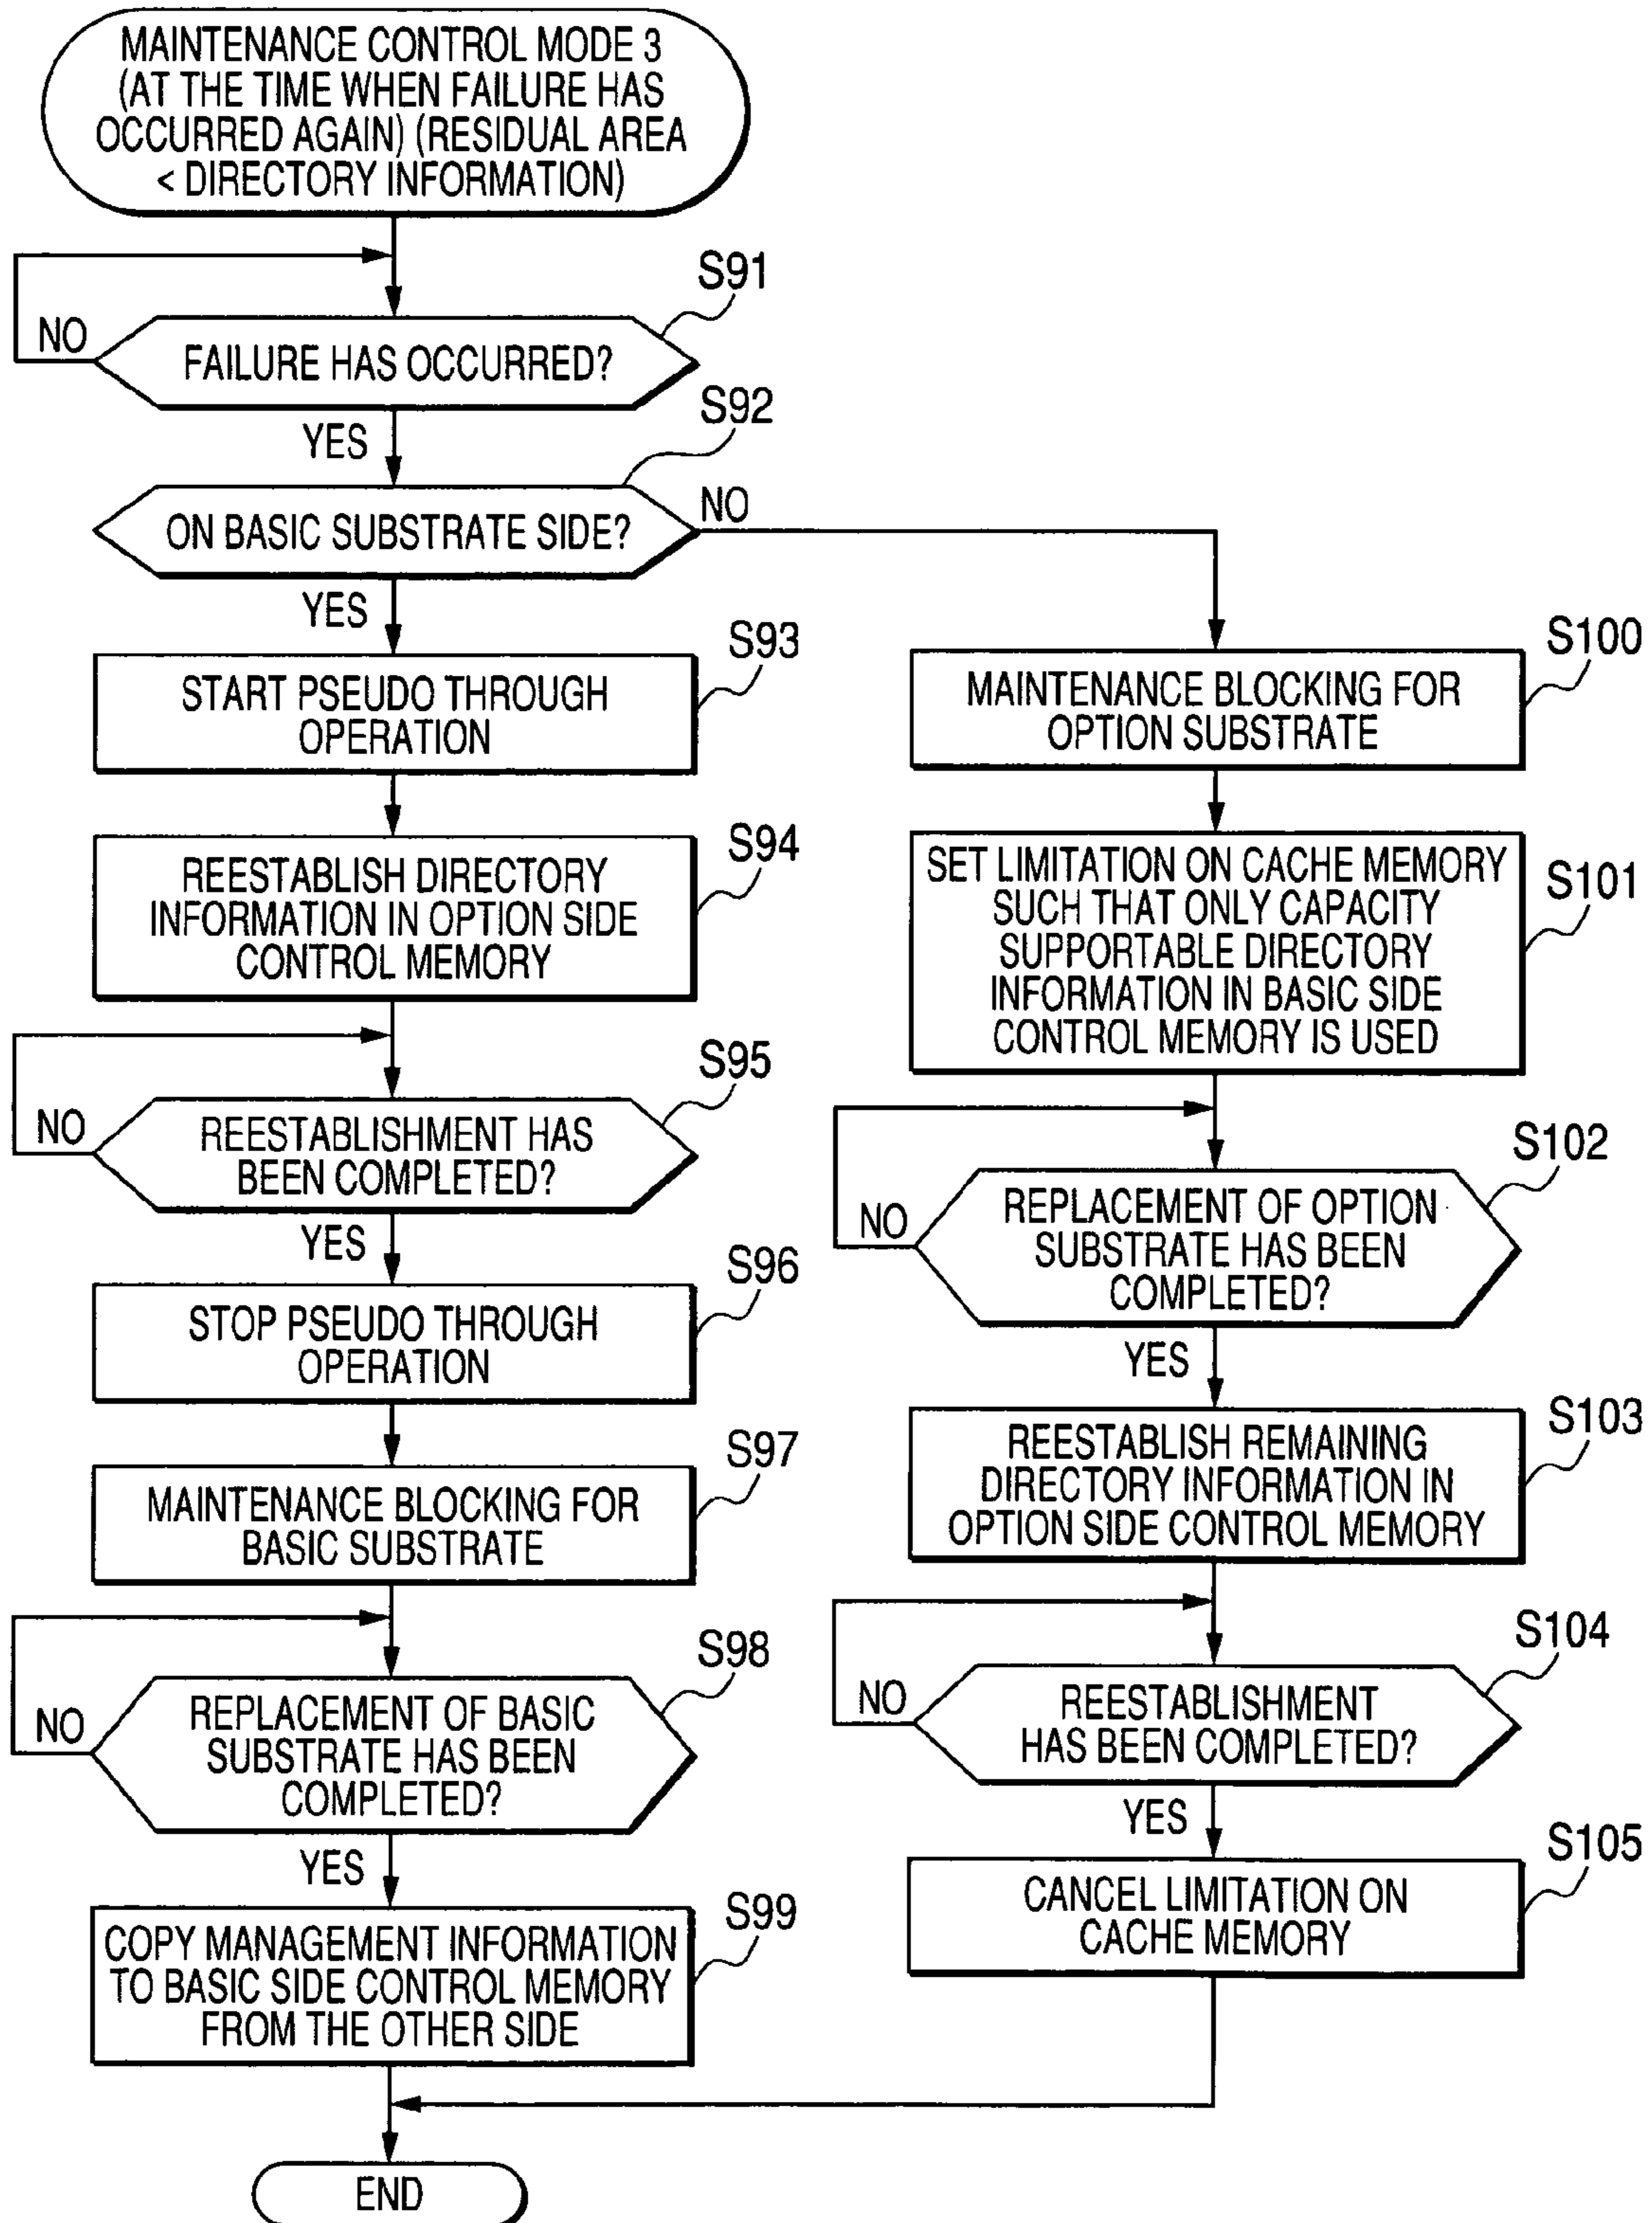 MAINTENANCE CONTROL MODE 3
(AT THE TIME WHEN FAILURE HAS
OCCURRED AGAIN) (RESIDUAL AREA
< DIRECTORY INFORMATION)
S91
NO
FAILURE HAS OCCURRED?
YES
S92
ON BASIC SUBSTRATE SIDE?
NO
YES
S93
START PSEUDO THROUGH
OPERATION
S94
REESTABLISH DIRECTORY
INFORMATION IN OPTION SIDE
CONTROL MEMORY
S95
NO
REESTABLISHMENT HAS
BEEN COMPLETED?
YES
S96
STOP PSEUDO THROUGH
OPERATION
S97
MAINTENANCE BLOCKING FOR
BASIC SUBSTRATE
S98
NO
REPLACEMENT OF BASIC
SUBSTRATE HAS BEEN
COMPLETED?
YES
S99
COPY MANAGEMENT INFORMATION
TO BASIC SIDE CONTROL MEMORY
FROM THE OTHER SIDE
S100
MAINTENANCE BLOCKING FOR
OPTION SUBSTRATE
S101
SET LIMITATION ON CACHE MEMORY
SUCH THAT ONLY CAPACITY
SUPPORTABLE DIRECTORY
INFORMATION IN BASIC SIDE
CONTROL MEMORY IS USED
S102
NO
REPLACEMENT OF OPTION
SUBSTRATE HAS BEEN
COMPLETED?
YES
S103
REESTABLISH REMAINING
DIRECTORY INFORMATION IN
OPTION SIDE CONTROL MEMORY
S104
NO
REESTABLISHMENT
HAS BEEN COMPLETED?
YES
S105
CANCEL LIMITATION ON
CACHE MEMORY
END